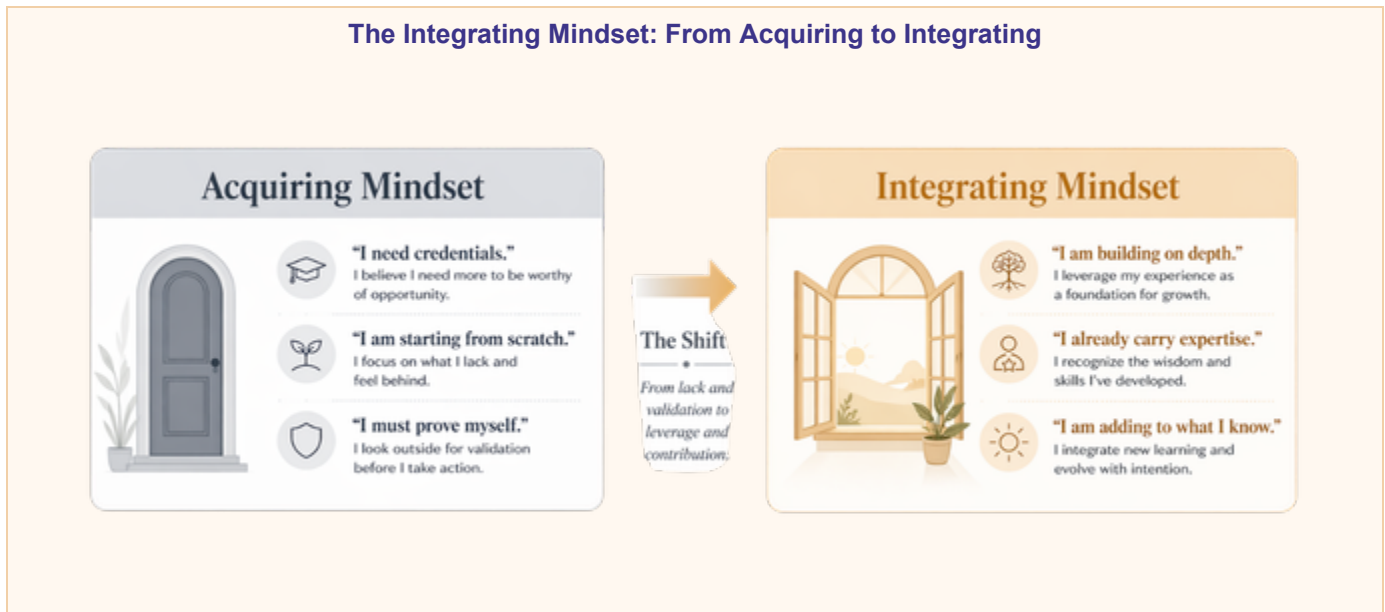 The Integrating Mindset: From Acquiring to Integrating
Acquiring Mindset
“I need credentials.”
I believe I need more to be worthy
of opportunity.
“I am starting from scratch.”
I focus on what I lack and
feel behind.
“I must prove myself.”
I look outside for validation
before I take action.
The Shift
From lack and
validation to
leverage and
contribution.
Integrating Mindset
“I am building on depth.”
I leverage my experience as
a foundation for growth.
“I already carry expertise.”
I recognize the wisdom and
skills I’ve developed.
“I am adding to what I know.”
I integrate new learning and
evolve with intention.